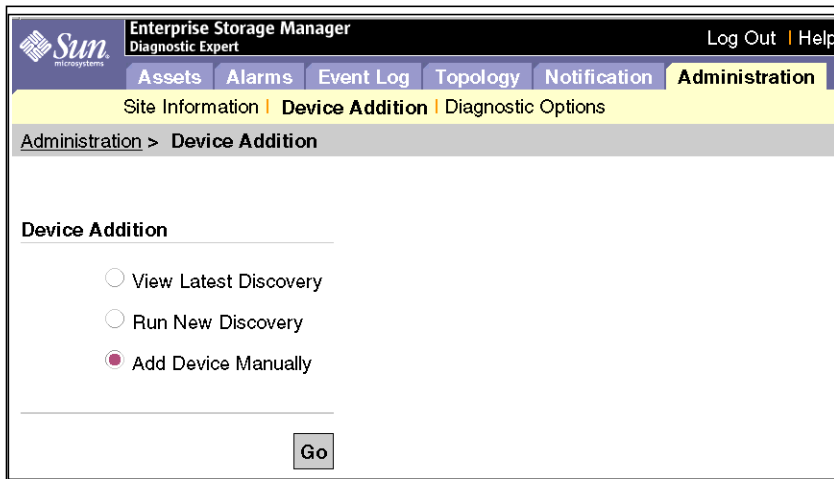 Sun
microsystems
Enterprise Storage Manager
Diagnostic Expert
Log Out | Help
Assets Alarms Event Log Topology Notification Administration
Site Information | Device Addition | Diagnostic Options
Administration > Device Addition
Device Addition
View Latest Discovery
Run New Discovery
Add Device Manually
Go